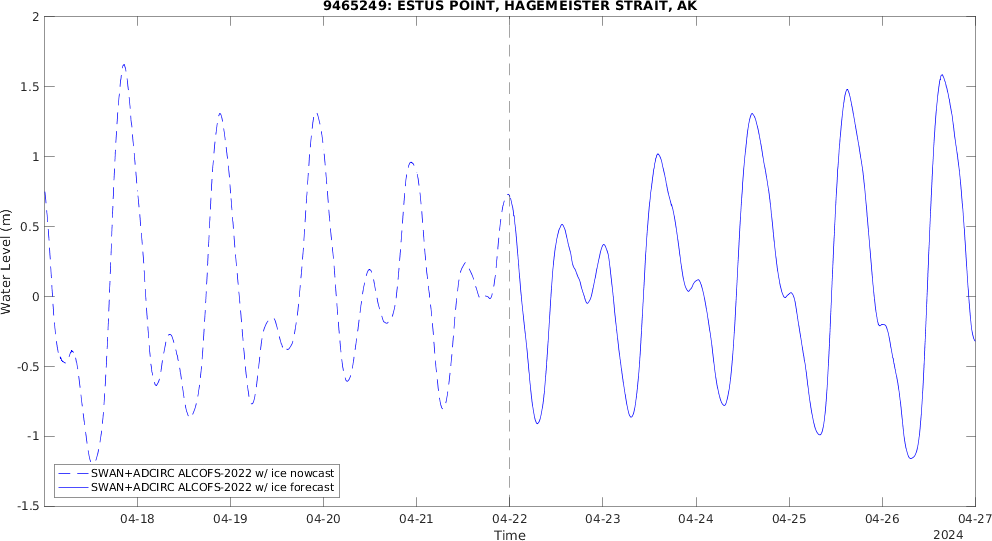 9465249: ESTUS POINT, HAGEMEISTER STRAIT, AK
Water Level (m)
2
1.5
1
0.5
0
-0.5
-1
-1.5
SWAN+ADCIRC ALCOFS-2022 w/ ice nowcast
SWAN+ADCIRC ALCOFS-2022 w/ ice forecast
04-18 04-19 04-20 04-21 04-22 04-23 04-24 04-25 04-26 04-27
Time
2024